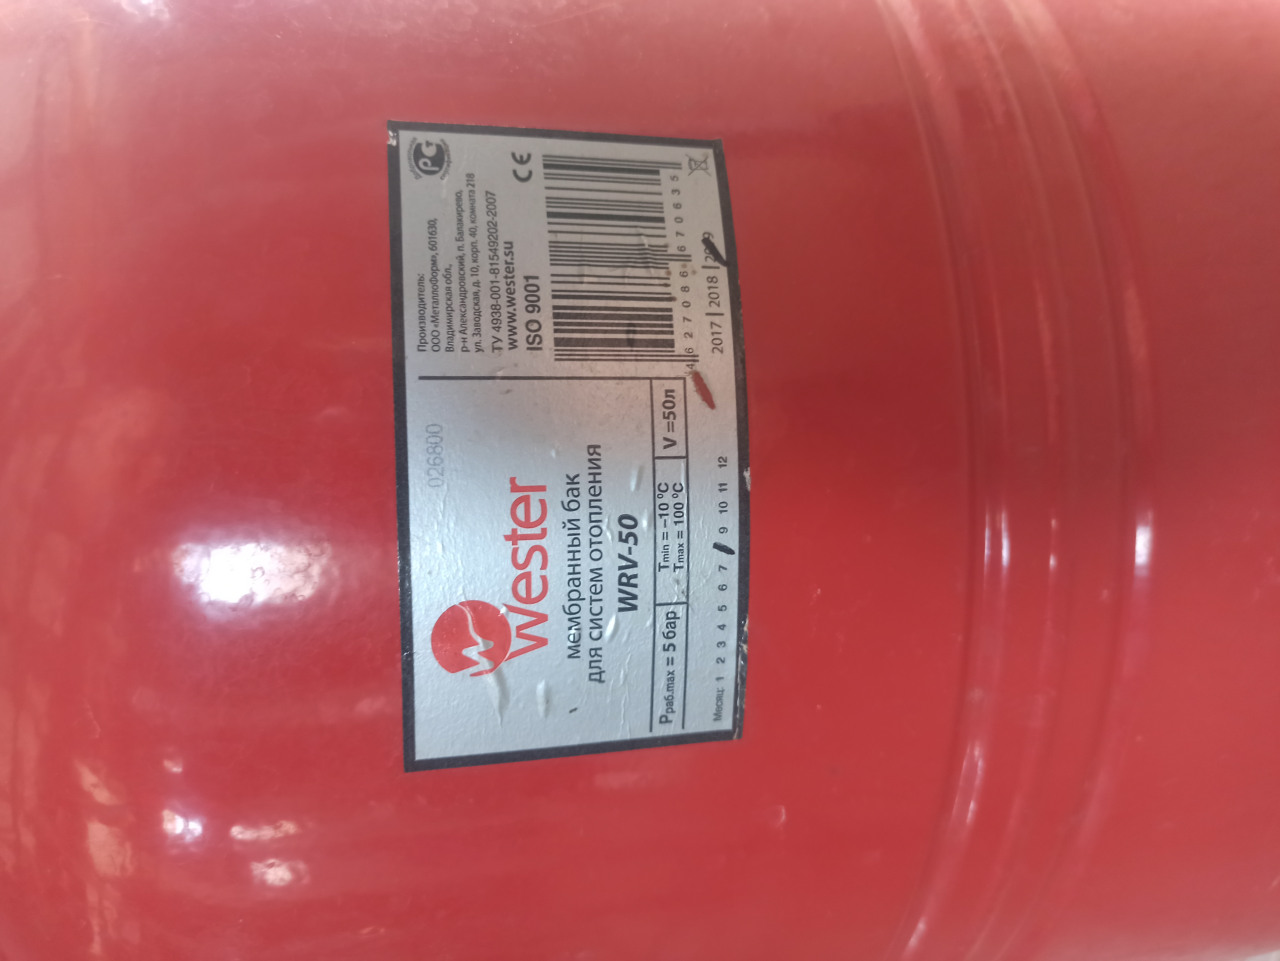 026800
Wester
мембранный бак
для систем отопления
WRV-50
Pраб.max = 5 бар
Tmin = –10 °C
Tmax = 100 °C
V =50л
Месяц: 1 2 3 4 5 6 7 9 10 11 12
РСТ
Производитель:
ООО «Металлоформ», 601630,
Владимирская обл.,
р-н Александровский, п. Балакирево,
ул. Заводская, д. 10, корп. 40, комната 218
ТУ 4938-001-81549202-2007
www.wester.su
ISO 9001
CE
4 627086 670635
2017 | 2018 |